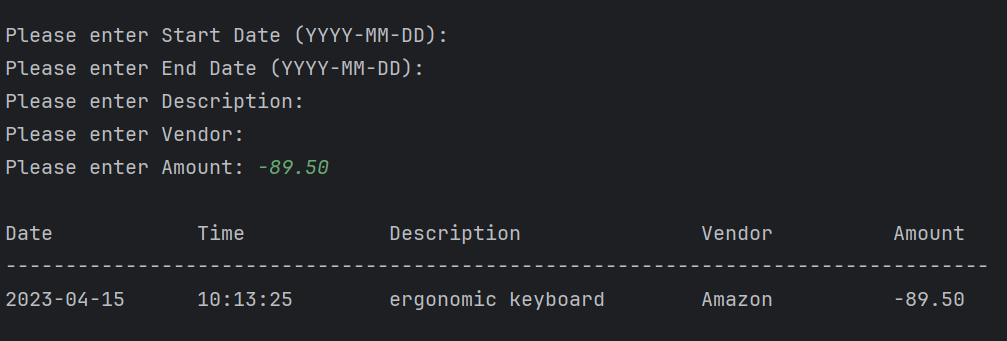 Please enter Start Date (YYYY-MM-DD):
Please enter End Date (YYYY-MM-DD):
Please enter Description:
Please enter Vendor:
Please enter Amount: -89.50
Date Time Description Vendor Amount
----------------------------------------------------------------------------------
2023-04-15 10:13:25 ergonomic keyboard Amazon -89.50